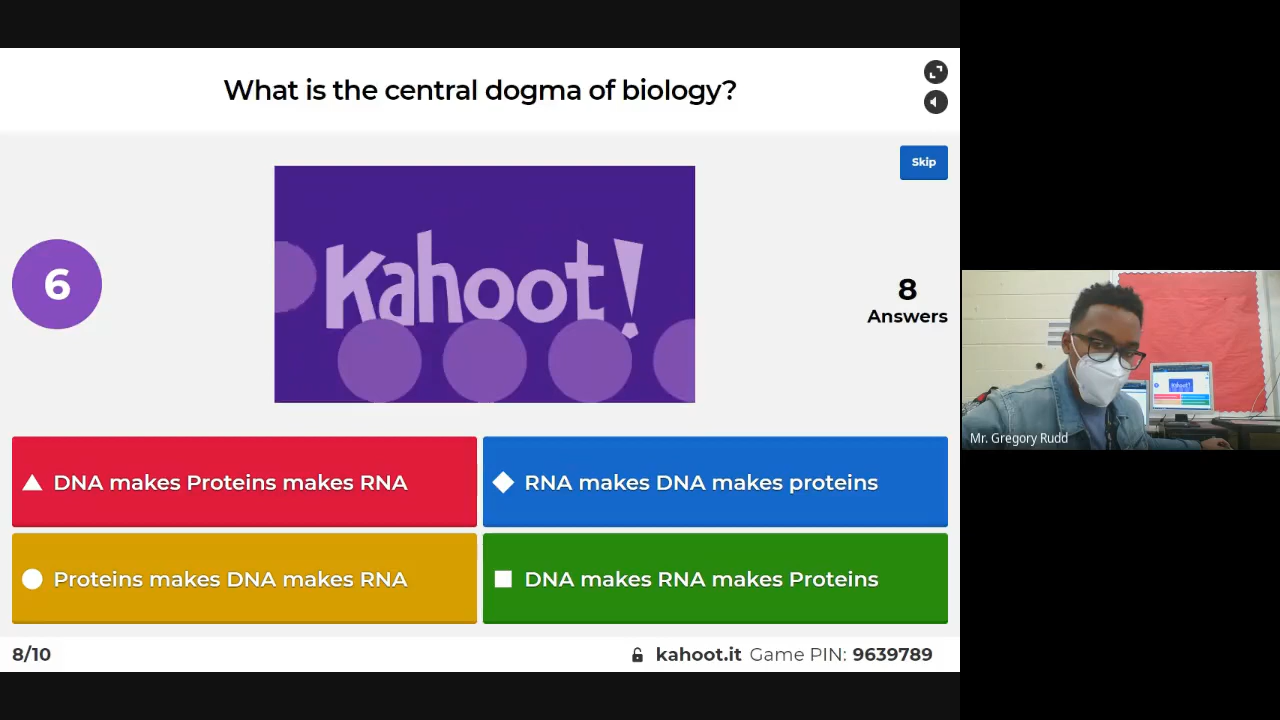 What is the central dogma of biology?
Skip
6
Kahoot!
8
Answers
DNA makes Proteins makes RNA
RNA makes DNA makes proteins
Proteins makes DNA makes RNA
DNA makes RNA makes Proteins
8/10
kahoot.it Game PIN: 9639789
Mr. Gregory Rudd